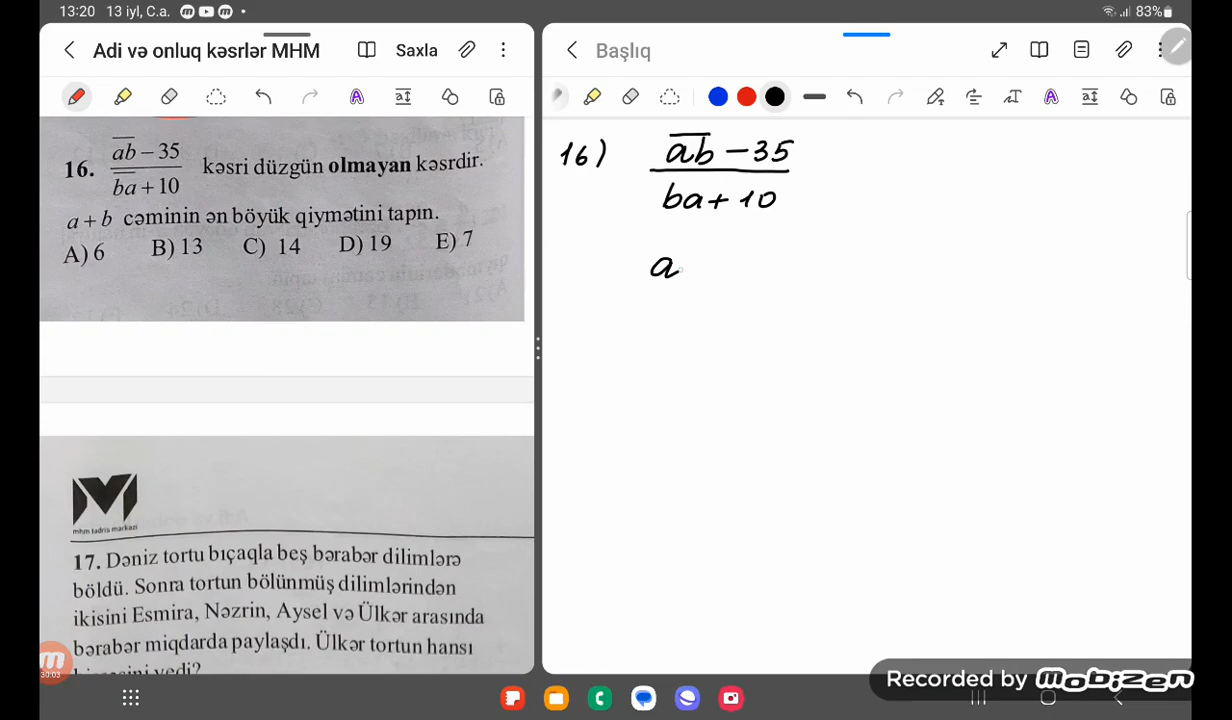 13:20 13 iyl, C.a. 83%
Adi və onluq kəsrlər MHM Saxla
Başlıq
16. ab − 35 / ba + 10 kəsri düzgün olmayan kəsrdir.
a + b cəminin ən böyük qiymətini tapın.
A) 6 B) 13 C) 14 D) 19 E) 7
mhm tədris mərkəzi
17. Dəniz tortu bıçaqla beş bərabər dilimlərə
böldü. Sonra tortun bölünmüş dilimlərindən
ikisini Esmira, Nəzrin, Aysel və Ülkər arasında
bərabər miqdarda paylaşdı. Ülkər tortun hansı
30:03
16) ab − 35
ba + 10
a
Recorded by mobizen